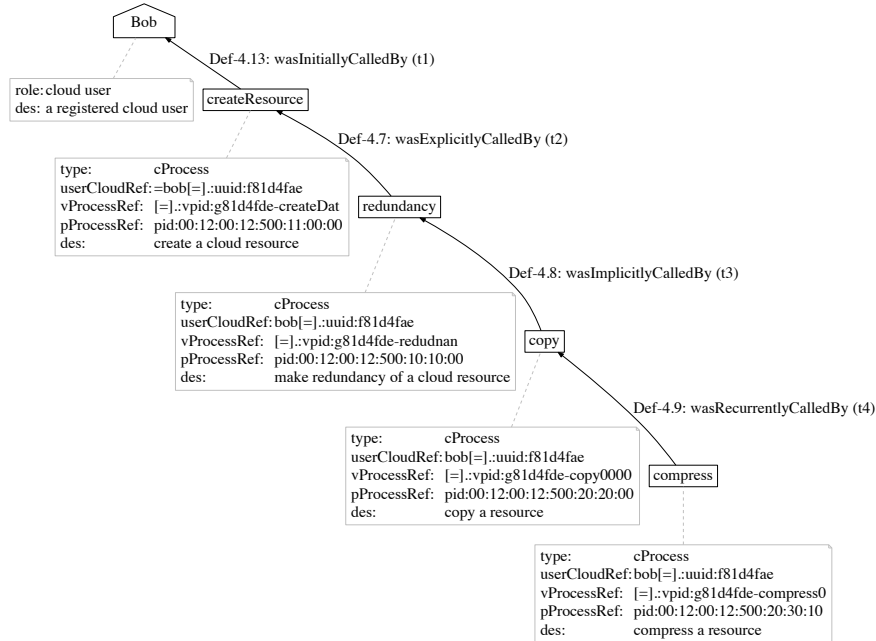 Bob
Def-4.13: wasInitiallyCalledBy (t1)
role: cloud user
des: a registered cloud user
createResource
Def-4.7: wasExplicitlyCalledBy (t2)
type: cProcess
userCloudRef: =bob[=].:uuid:f81d4fae
vProcessRef: [=].:vpid:g81d4fde-createDat
pProcessRef: pid:00:12:00:12:500:11:00:00
des: create a cloud resource
redundancy
Def-4.8: wasImplicitlyCalledBy (t3)
type: cProcess
userCloudRef: bob[=].:uuid:f81d4fae
vProcessRef: [=].:vpid:g81d4fde-redudnan
pProcessRef: pid:00:12:00:12:500:10:10:00
des: make redundancy of a cloud resource
copy
Def-4.9: wasRecurrentlyCalledBy (t4)
type: cProcess
userCloudRef: bob[=].:uuid:f81d4fae
vProcessRef: [=].:vpid:g81d4fde-copy0000
pProcessRef: pid:00:12:00:12:500:20:20:00
des: copy a resource
compress
type: cProcess
userCloudRef: bob[=].:uuid:f81d4fae
vProcessRef: [=].:vpid:g81d4fde-compress0
pProcessRef: pid:00:12:00:12:500:20:30:10
des: compress a resource